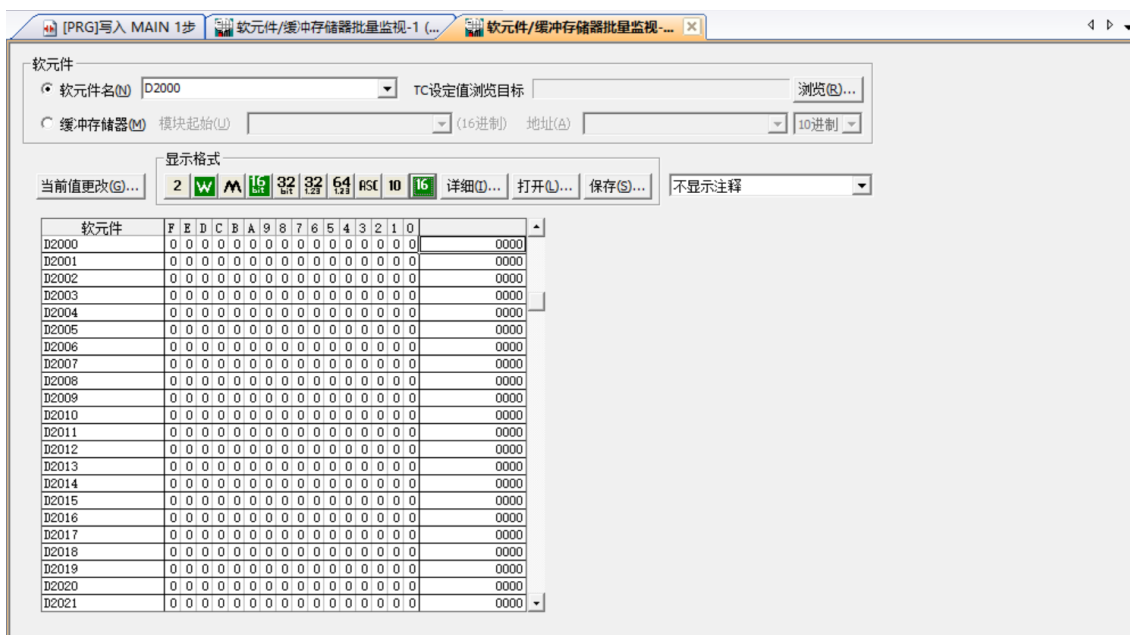 [PRG]写入 MAIN 1步 软元件/缓冲存储器批量监视-1 (... 软元件/缓冲存储器批量监视-...
软元件
软元件名(N) D2000 TC设定值浏览目标 浏览(R)...
缓冲存储器(M) 模块起始(U) (16进制) 地址(A) 10进制
显示格式
当前值更改(G)... 2 W M 16bit 32bit 32 1.23 64 1.23 ASC 10 16 详细(I)... 打开(L)... 保存(S)... 不显示注释
软元件 F E D C B A 9 8 7 6 5 4 3 2 1 0
D2000 0 0 0 0 0 0 0 0 0 0 0 0 0 0 0 0 0000
D2001 0 0 0 0 0 0 0 0 0 0 0 0 0 0 0 0 0000
D2002 0 0 0 0 0 0 0 0 0 0 0 0 0 0 0 0 0000
D2003 0 0 0 0 0 0 0 0 0 0 0 0 0 0 0 0 0000
D2004 0 0 0 0 0 0 0 0 0 0 0 0 0 0 0 0 0000
D2005 0 0 0 0 0 0 0 0 0 0 0 0 0 0 0 0 0000
D2006 0 0 0 0 0 0 0 0 0 0 0 0 0 0 0 0 0000
D2007 0 0 0 0 0 0 0 0 0 0 0 0 0 0 0 0 0000
D2008 0 0 0 0 0 0 0 0 0 0 0 0 0 0 0 0 0000
D2009 0 0 0 0 0 0 0 0 0 0 0 0 0 0 0 0 0000
D2010 0 0 0 0 0 0 0 0 0 0 0 0 0 0 0 0 0000
D2011 0 0 0 0 0 0 0 0 0 0 0 0 0 0 0 0 0000
D2012 0 0 0 0 0 0 0 0 0 0 0 0 0 0 0 0 0000
D2013 0 0 0 0 0 0 0 0 0 0 0 0 0 0 0 0 0000
D2014 0 0 0 0 0 0 0 0 0 0 0 0 0 0 0 0 0000
D2015 0 0 0 0 0 0 0 0 0 0 0 0 0 0 0 0 0000
D2016 0 0 0 0 0 0 0 0 0 0 0 0 0 0 0 0 0000
D2017 0 0 0 0 0 0 0 0 0 0 0 0 0 0 0 0 0000
D2018 0 0 0 0 0 0 0 0 0 0 0 0 0 0 0 0 0000
D2019 0 0 0 0 0 0 0 0 0 0 0 0 0 0 0 0 0000
D2020 0 0 0 0 0 0 0 0 0 0 0 0 0 0 0 0 0000
D2021 0 0 0 0 0 0 0 0 0 0 0 0 0 0 0 0 0000